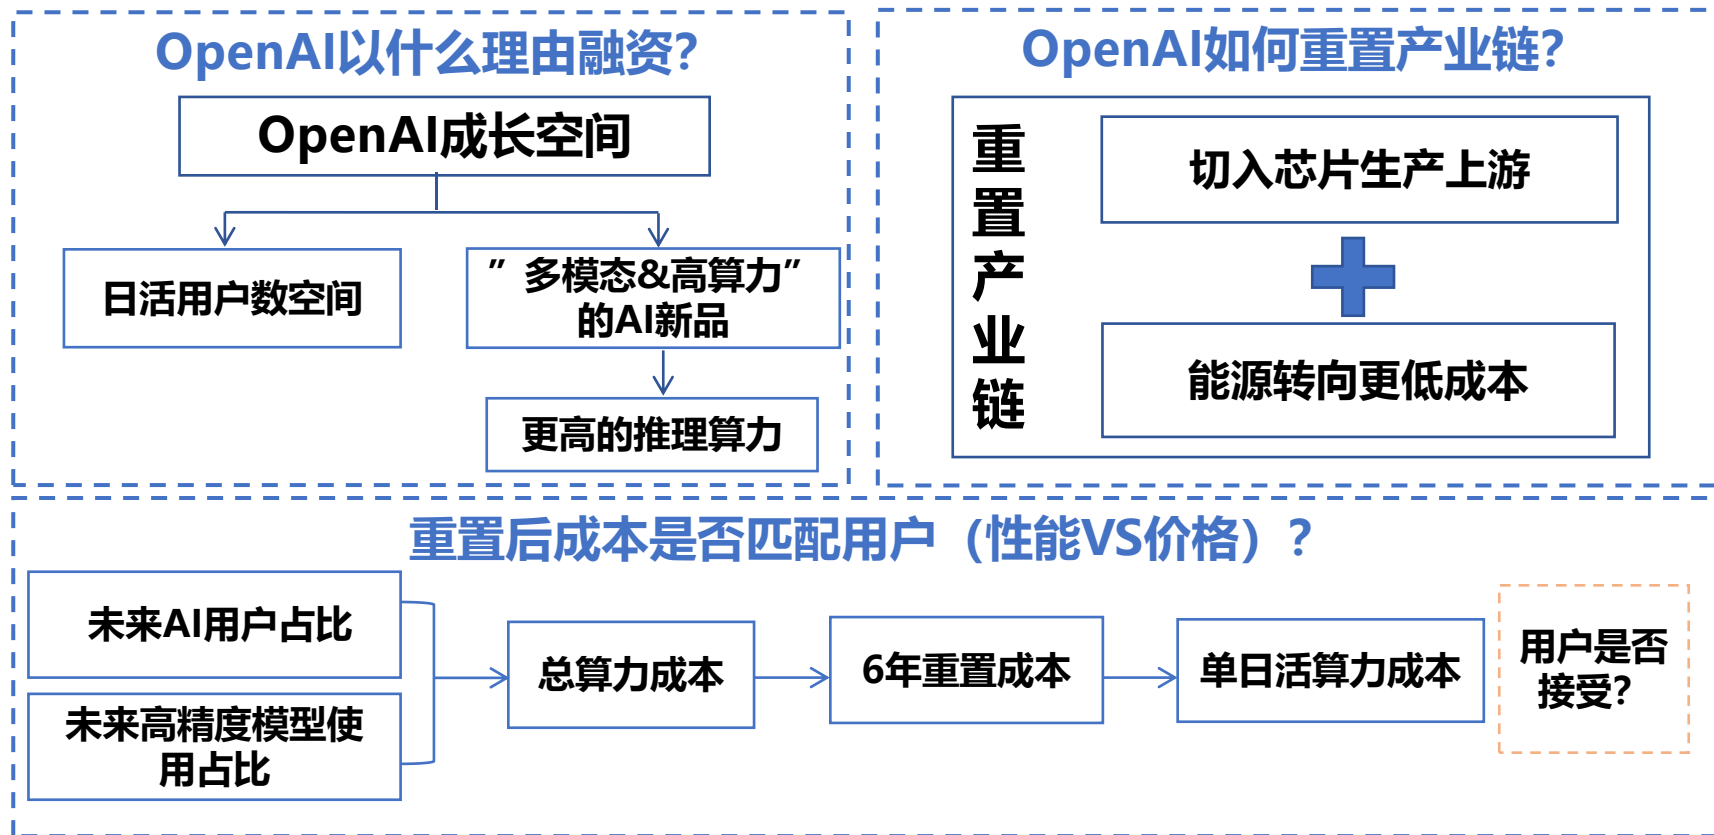 OpenAI以什么理由融资?
OpenAI成长空间
日活用户数空间
”多模态&高算力”
的AI新品
更高的推理算力
OpenAI如何重置产业链?
重
置
产
业
链
切入芯片生产上游
能源转向更低成本
重置后成本是否匹配用户（性能VS价格）?
未来AI用户占比
未来高精度模型使
用占比
总算力成本
6年重置成本
单日活算力成本
用户是否
接受?